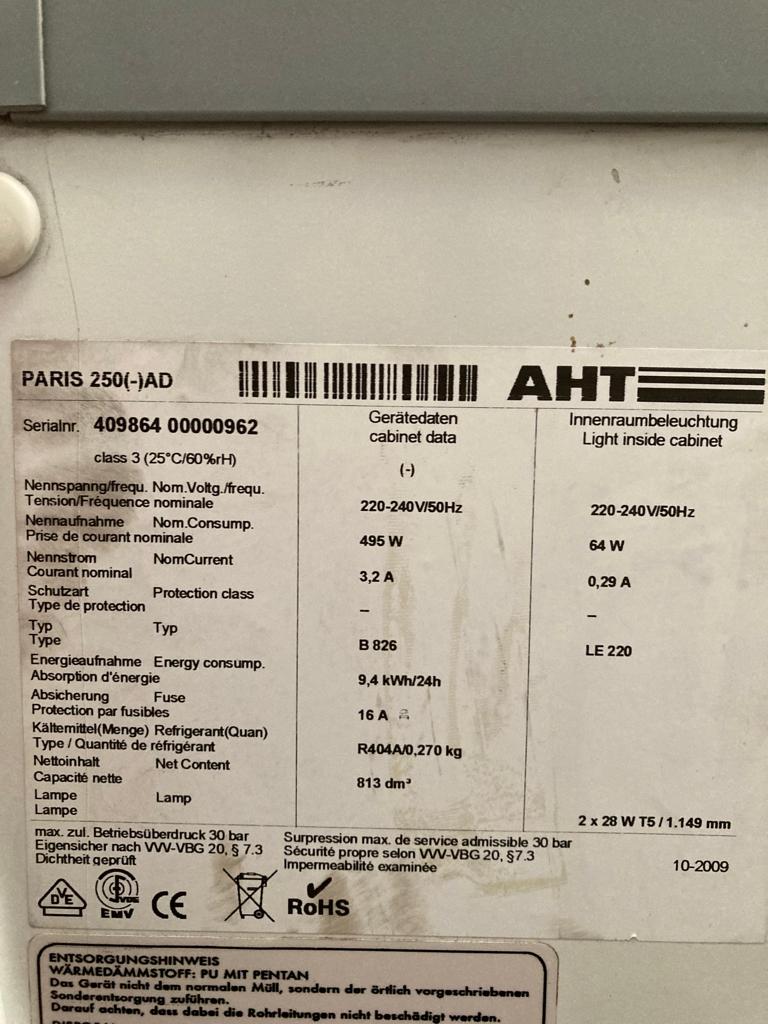 PARIS 250(-)AD
AHT
Serialnr. 409864 00000962
class 3 (25°C/60%rH)
Gerätedaten
cabinet data
(-)
Innenraumbeleuchtung
Light inside cabinet
Nennspanng/frequ. Nom.Voltg./frequ.
Tension/Fréquence nominale
220-240V/50Hz
220-240V/50Hz
Nennaufnahme Nom.Consump.
Prise de courant nominale
495 W
64 W
Nennstrom NomCurrent
Courant nominal
3,2 A
0,29 A
Schutzart Protection class
Type de protection
–
–
Typ Typ
Type
B 826
LE 220
Energieaufnahme Energy consump.
Absorption d'énergie
9,4 kWh/24h
Absicherung Fuse
Protection par fusibles
16 A
Kältemittel(Menge) Refrigerant(Quan)
Type / Quantité de réfrigérant
R404A/0,270 kg
Nettoinhalt Net Content
Capacité nette
813 dm³
Lampe Lamp
Lampe
2 x 28 W T5 / 1.149 mm
max. zul. Betriebsüberdruck 30 bar
Eigensicher nach VVV-VBG 20, § 7.3
Dichtheit geprüft
Surpression max. de service admissible 30 bar
Sécurité propre selon VVV-VBG 20, §7.3
Impermeabilité examinée
10-2009
DVE
EMV
CE
RoHS
ENTSORGUNGSHINWEIS
WÄRMEDÄMMSTOFF: PU MIT PENTAN
Das Gerät nicht dem normalen Müll, sondern der örtlich vorgeschriebenen
Sonderentsorgung zuführen.
Darauf achten, dass dabei die Rohrleitungen nicht beschädigt werden.